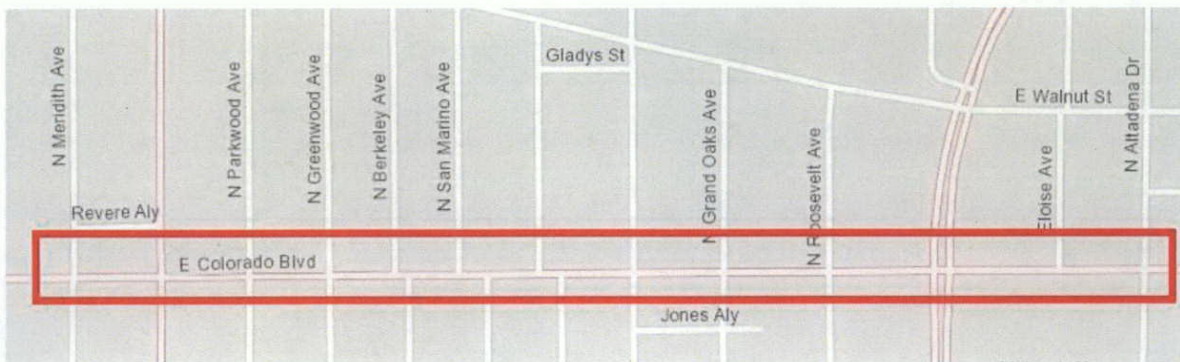 N Meridith Ave
N Parkwood Ave
N Greenwood Ave
N Berkeley Ave
N San Marino Ave
Gladys St
N Grand Oaks Ave
N Roosevelt Ave
E Walnut St
Eloise Ave
N Altadena Dr
Revere Aly
E Colorado Blvd
Jones Aly